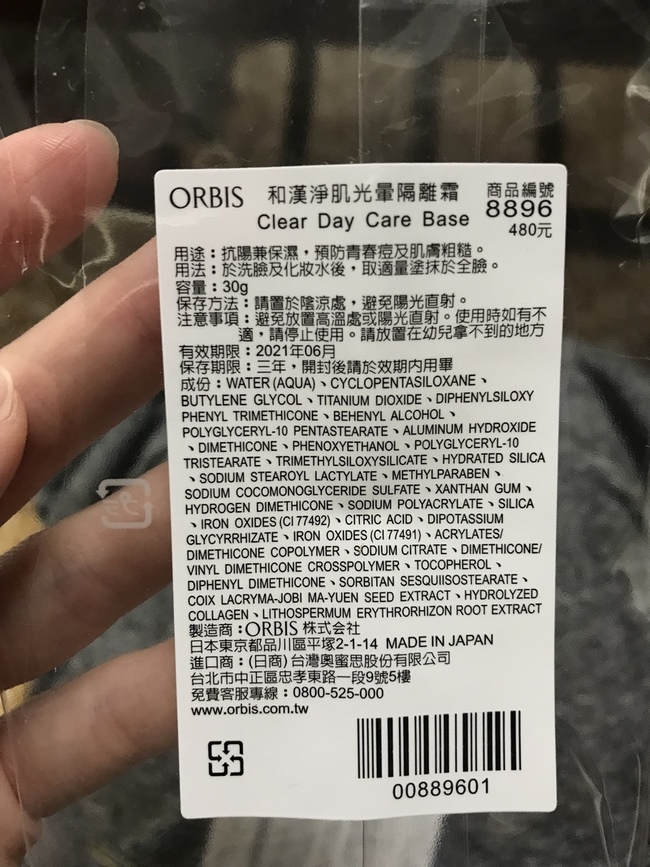 ORBIS 和漢淨肌光暈隔離霜 商品編號
Clear Day Care Base 8896
480元
用途：抗陽兼保濕，預防青春痘及肌膚粗糙。
用法：於洗臉及化妝水後，取適量塗抹於全臉。
容量：30g
保存方法：請置於陰涼處，避免陽光直射。
注意事項：避免放置高溫處或陽光直射。使用時如有不
適，請停止使用。請放置在幼兒拿不到的地方
有效期限：2021年06月
保存期限：三年，開封後請於效期內用畢
成份：WATER (AQUA)、CYCLOPENTASILOXANE、
BUTYLENE GLYCOL、TITANIUM DIOXIDE、DIPHENYLSILOXY
PHENYL TRIMETHICONE、BEHENYL ALCOHOL、
POLYGLYCERYL-10 PENTASTEARATE、ALUMINUM HYDROXIDE
、DIMETHICONE、PHENOXYETHANOL、POLYGLYCERYL-10
TRISTEARATE、TRIMETHYLSILOXYSILICATE、HYDRATED SILICA
、SODIUM STEAROYL LACTYLATE、METHYLPARABEN、
SODIUM COCOMONOGLYCERIDE SULFATE、XANTHAN GUM、
HYDROGEN DIMETHICONE、SODIUM POLYACRYLATE、SILICA
、IRON OXIDES (CI 77492)、CITRIC ACID、DIPOTASSIUM
GLYCYRRHIZATE、IRON OXIDES (CI 77491)、ACRYLATES/
DIMETHICONE COPOLYMER、SODIUM CITRATE、DIMETHICONE/
VINYL DIMETHICONE CROSSPOLYMER、TOCOPHEROL、
DIPHENYL DIMETHICONE、SORBITAN SESQUIISOSTEARATE、
COIX LACRYMA-JOBI MA-YUEN SEED EXTRACT、HYDROLYZED
COLLAGEN、LITHOSPERMUM ERYTHRORHIZON ROOT EXTRACT
製造商：ORBIS 株式会社
日本東京都品川區平塚2-1-14 MADE IN JAPAN
進口商：(日商)台灣奧蜜思股份有限公司
台北市中正區忠孝東路一段9號5樓
免費客服專線：0800-525-000
www.orbis.com.tw
00889601